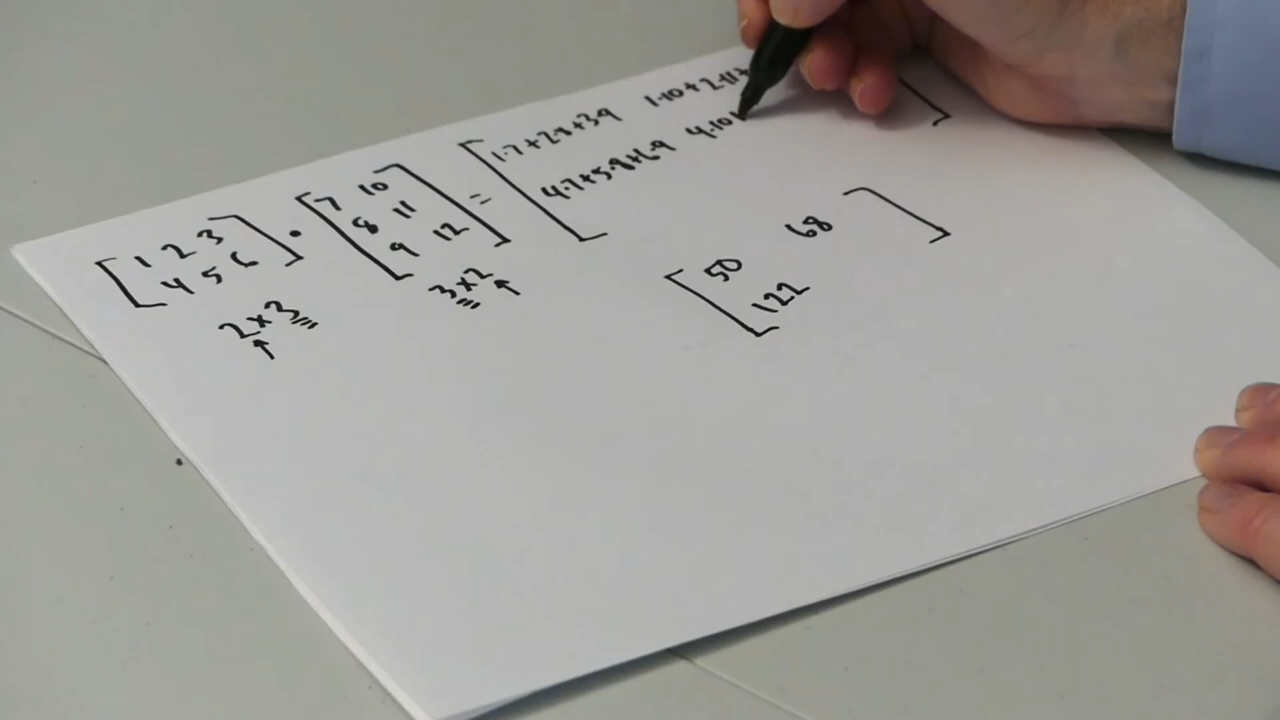 [1 2 3
4 5 6] · [7 10
8 11
9 12] = [1·7+2·8+3·9 1·10+2·11+
4·7+5·8+6·9 4·10+ ]
2×3 3×2
↑ ↑
[50 68
122 ]